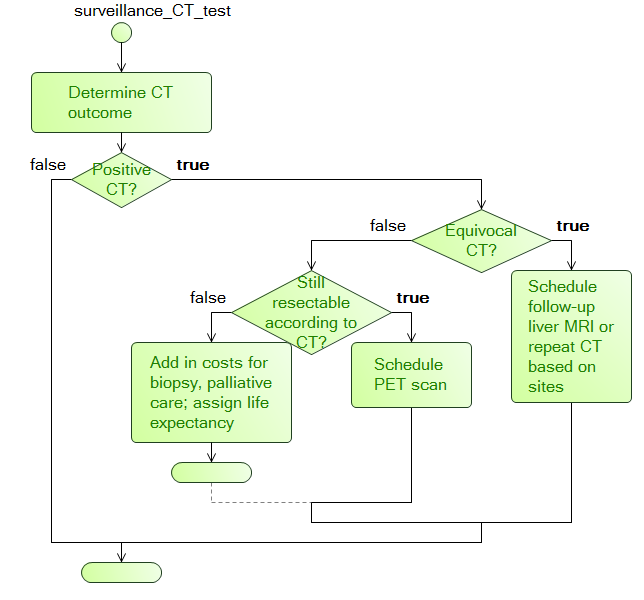 surveillance_CT_test
Determine CT
outcome
false
Positive
CT?
true
false
Equivocal
CT?
true
false
Still
resectable
according to
CT?
true
Schedule
follow-up
liver MRI or
repeat CT
based on
sites
Add in costs for
biopsy, palliative
care; assign life
expectancy
Schedule
PET scan